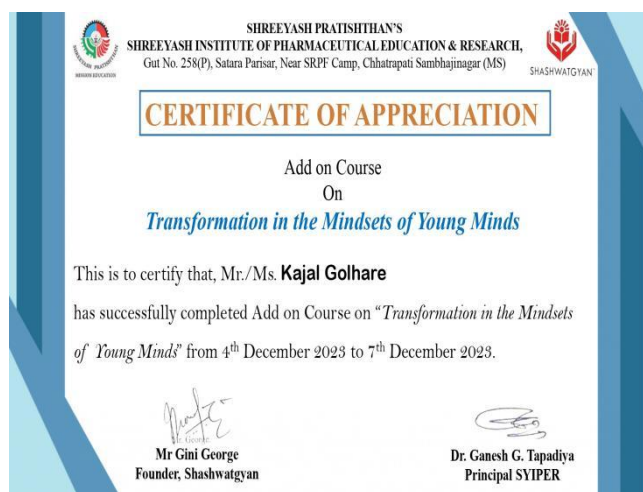 SHREEYASH PRATISHTHAN'S
SHREEYASH INSTITUTE OF PHARMACEUTICAL EDUCATION & RESEARCH,
Gut No. 258(P), Satara Parisar, Near SRPF Camp, Chhatrapati Sambhajinagar (MS)
MISSION EDUCATION
SHASHWATGYAN
CERTIFICATE OF APPRECIATION
Add on Course
On
Transformation in the Mindsets of Young Minds
This is to certify that, Mr./Ms. Kajal Golhare
has successfully completed Add on Course on "Transformation in the Mindsets
of Young Minds" from 4th December 2023 to 7th December 2023.
Mr Gini George
Founder, Shashwatgyan
Dr. Ganesh G. Tapadiya
Principal SYIPER